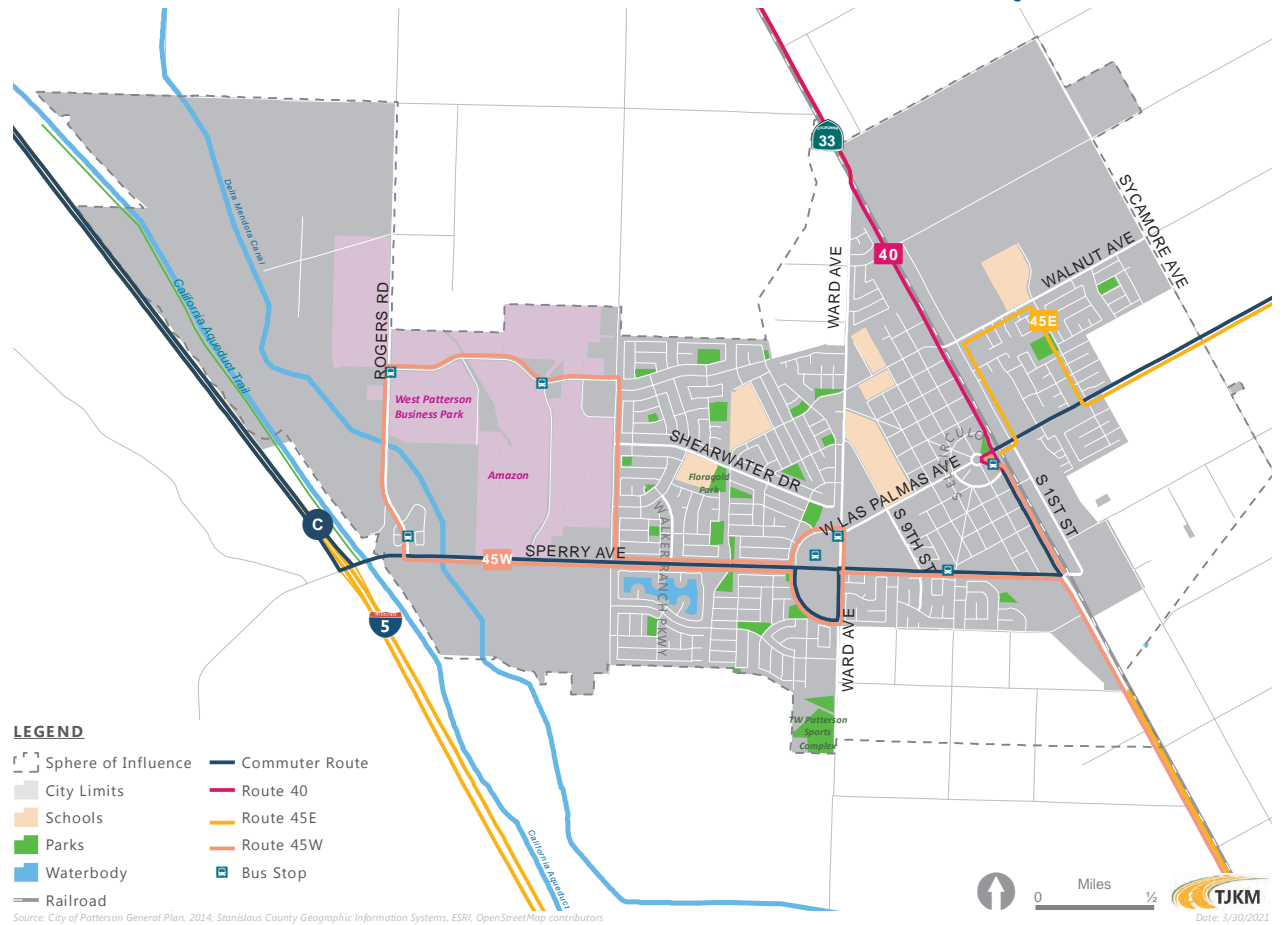 CALIFORNIA
33
40
SYCAMORE AVE
WALNUT AVE
45E
WARD AVE
Delta Mendota Canal
California Aqueduct Trail
ROGERS RD
West Patterson
Business Park
Amazon
SHEARWATER DR
Floragold
Park
W LAS PALMAS AVE
S 9TH ST
S 1ST ST
C
45W
SPERRY AVE
WALKER RANCH PKWY
INTERSTATE
5
WARD AVE
TW Patterson
Sports
Complex
California Aqueduct
LEGEND
Sphere of Influence
City Limits
Schools
Parks
Waterbody
Railroad
Commuter Route
Route 40
Route 45E
Route 45W
Bus Stop
Miles
0 ½
TJKM
Source: City of Patterson General Plan, 2014; Stanislaus County Geographic Information Systems, ESRI, OpenStreetMap contributors
Date: 3/30/2021